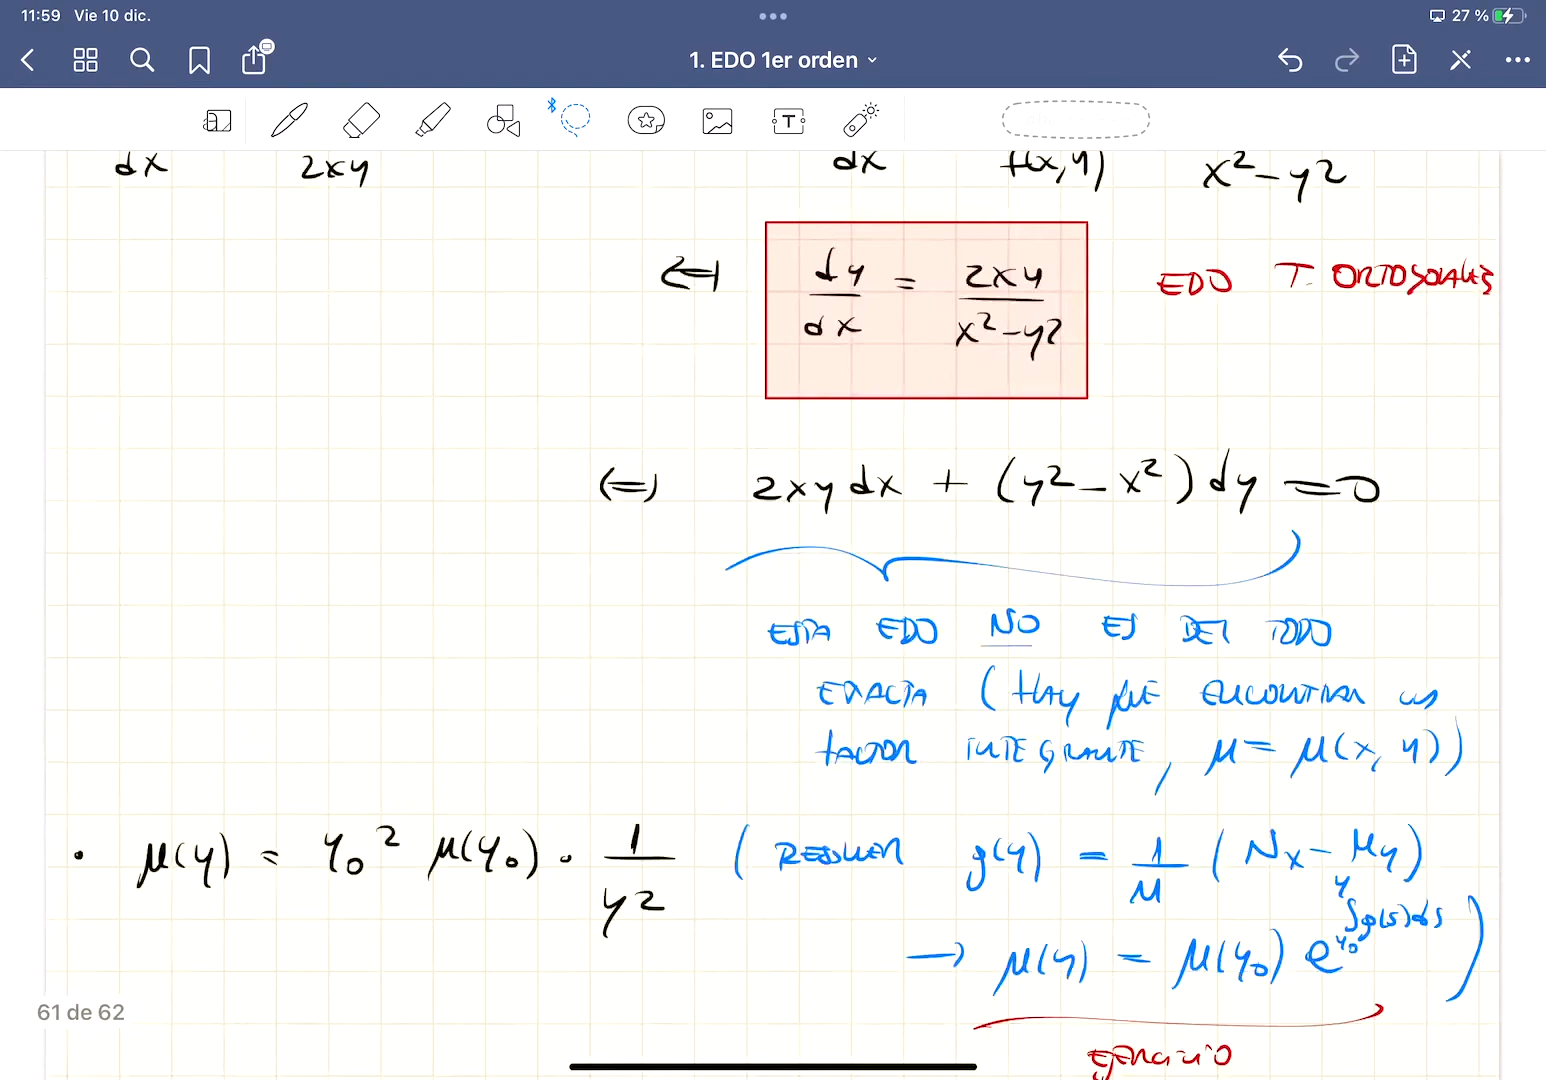 11:59 Vie 10 dic.
27 %
1. EDO 1er orden
T
dx 2xy dx f(x,y) x² - y²
⟺ dy/dx = 2xy/(x² - y²) EDO T. ORTOGONALES
⟺ 2xy dx + (y² - x²) dy = 0
ESTA EDO NO ES DEL TODO
EXACTA (HAY QUE ENCONTRAR UN
FACTOR INTEGRANTE, μ = μ(x, y))
• μ(y) = y₀² μ(y₀) · 1/y² (RESOLVER g(y) = 1/M (Nx - My)
→ μ(y) = μ(y₀) e^{∫_{y₀}^{y} g(s) ds})
61 de 62
EJERCICIO